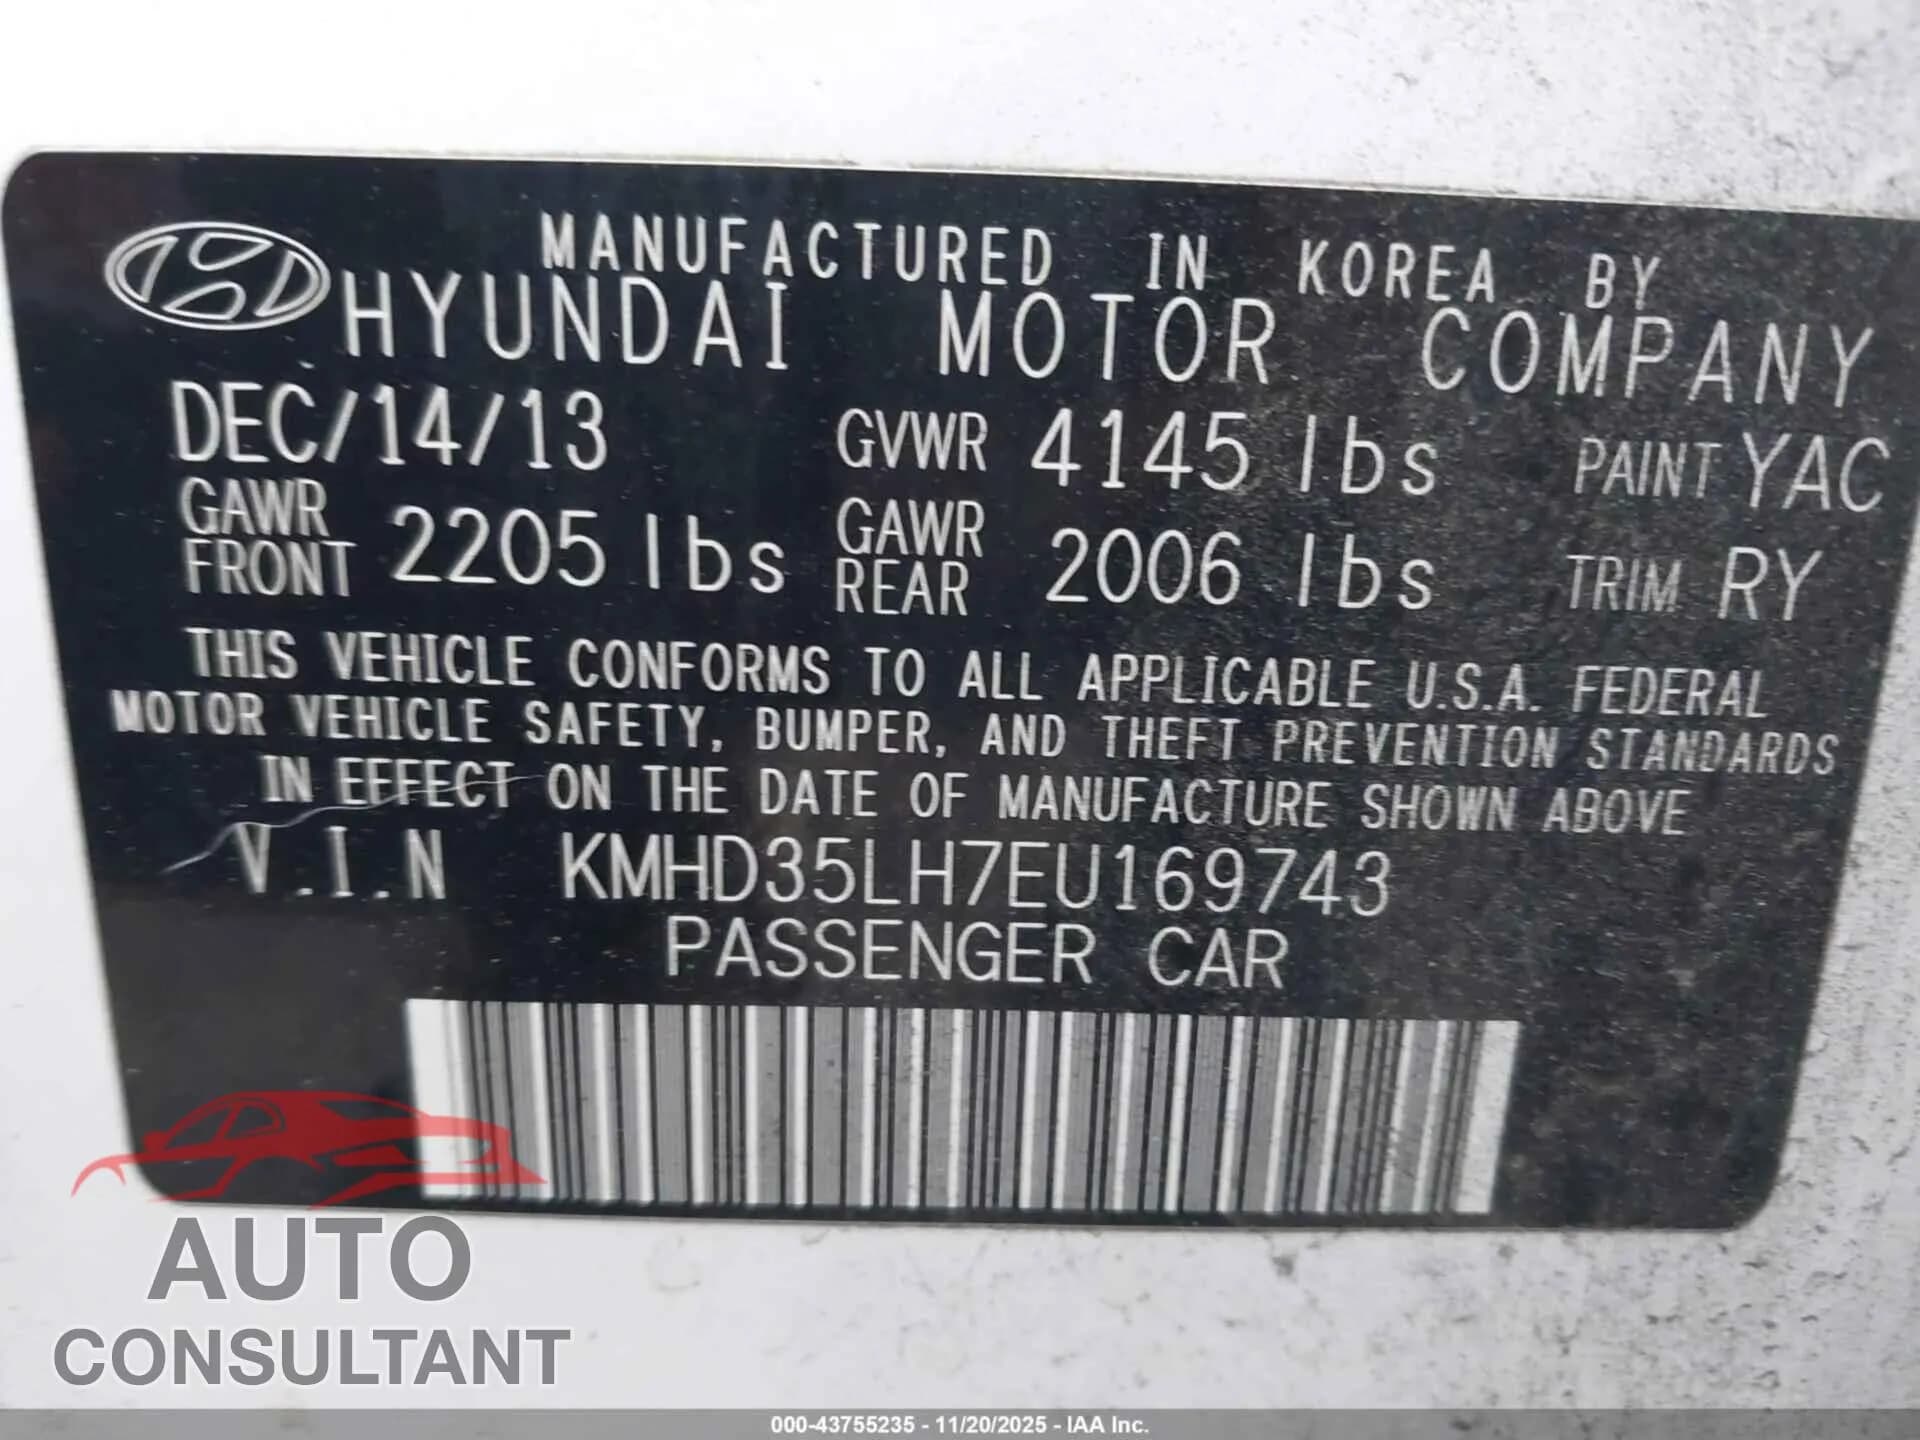 MANUFACTURED IN KOREA BY
HYUNDAI MOTOR COMPANY
DEC/14/13 GVWR 4145 lbs PAINT YAC
GAWR FRONT 2205 lbs GAWR REAR 2006 lbs TRIM RY
THIS VEHICLE CONFORMS TO ALL APPLICABLE U.S.A. FEDERAL
MOTOR VEHICLE SAFETY, BUMPER, AND THEFT PREVENTION STANDARDS
IN EFFECT ON THE DATE OF MANUFACTURE SHOWN ABOVE
V.I.N KMHD35LH7EU169743
PASSENGER CAR
AUTO
CONSULTANT
000-43755235 - 11/20/2025 - IAA Inc.